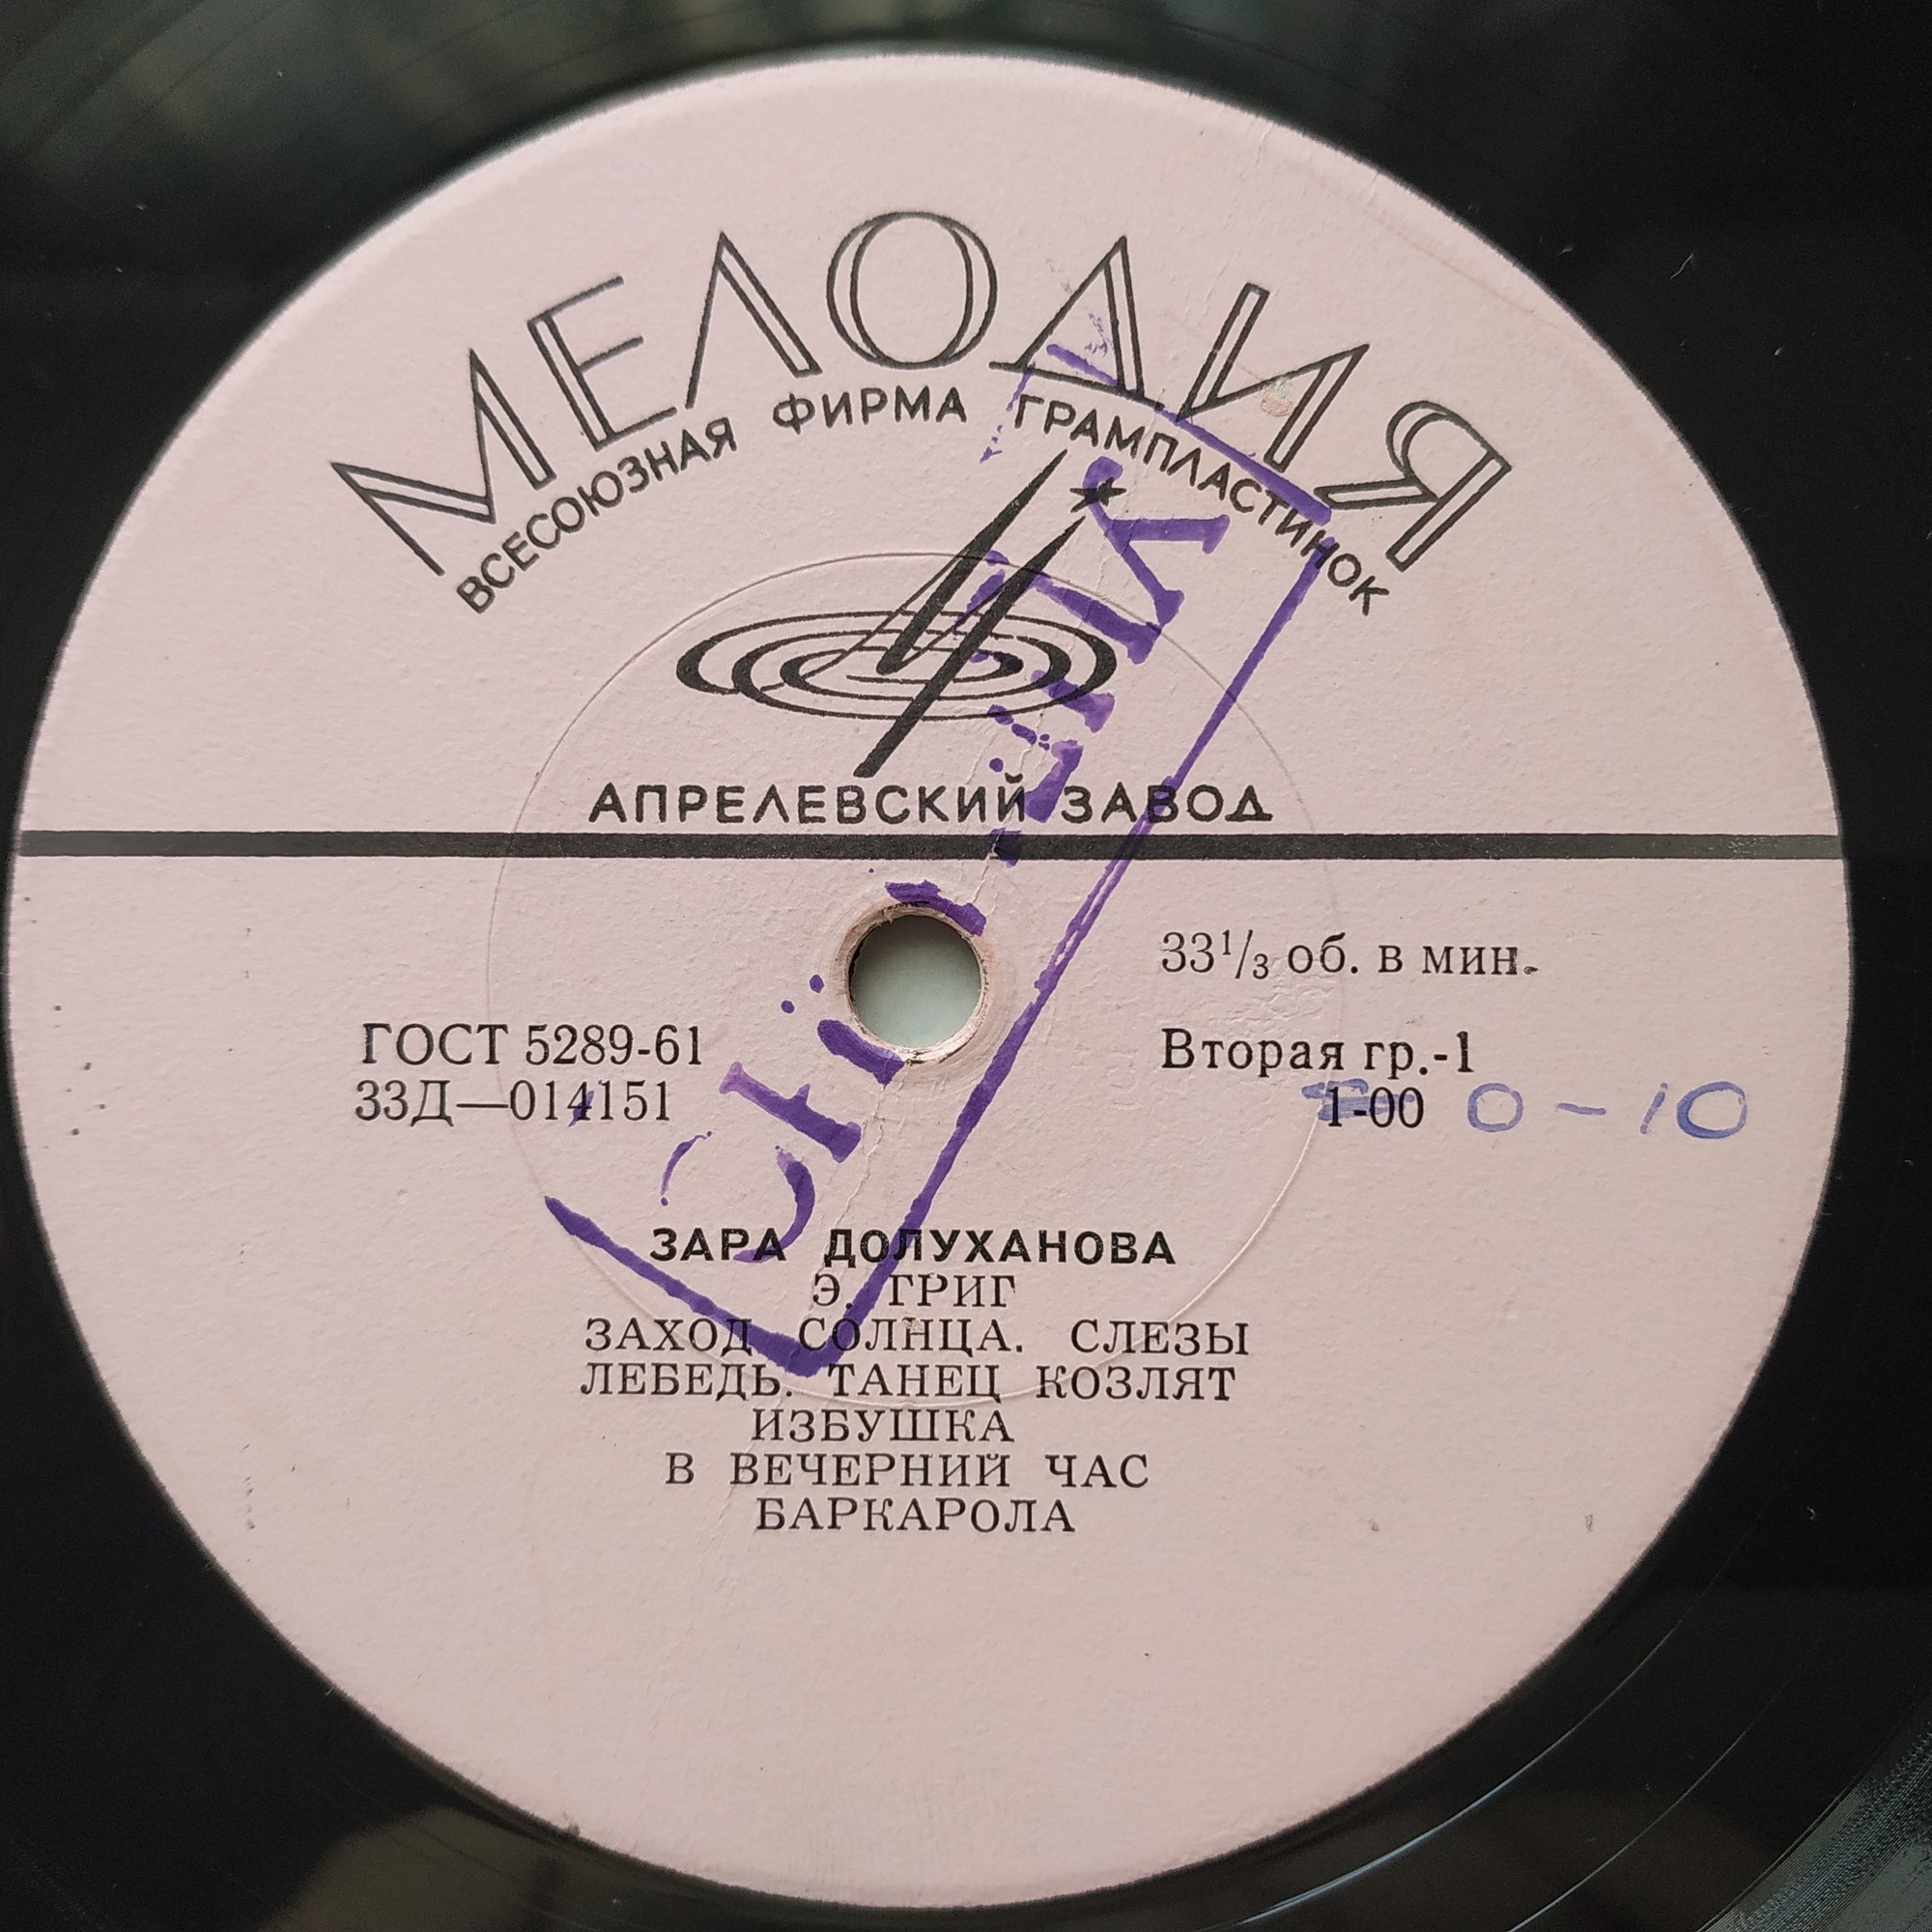 МЕЛОДИЯ
ВСЕСОЮЗНАЯ ФИРМА ГРАМПЛАСТИНОК
АПРЕЛЕВСКИЙ ЗАВОД
33⅓ об. в мин.
ГОСТ 5289-61
Вторая гр.-1
33Д—014151
1-00 0-10
ЗАРА ДОЛУХАНОВА
Э. ГРИГ
ЗАХОД СОЛНЦА. СЛЕЗЫ
ЛЕБЕДЬ. ТАНЕЦ КОЗЛЯТ
ИЗБУШКА
В ВЕЧЕРНИЙ ЧАС
БАРКАРОЛА